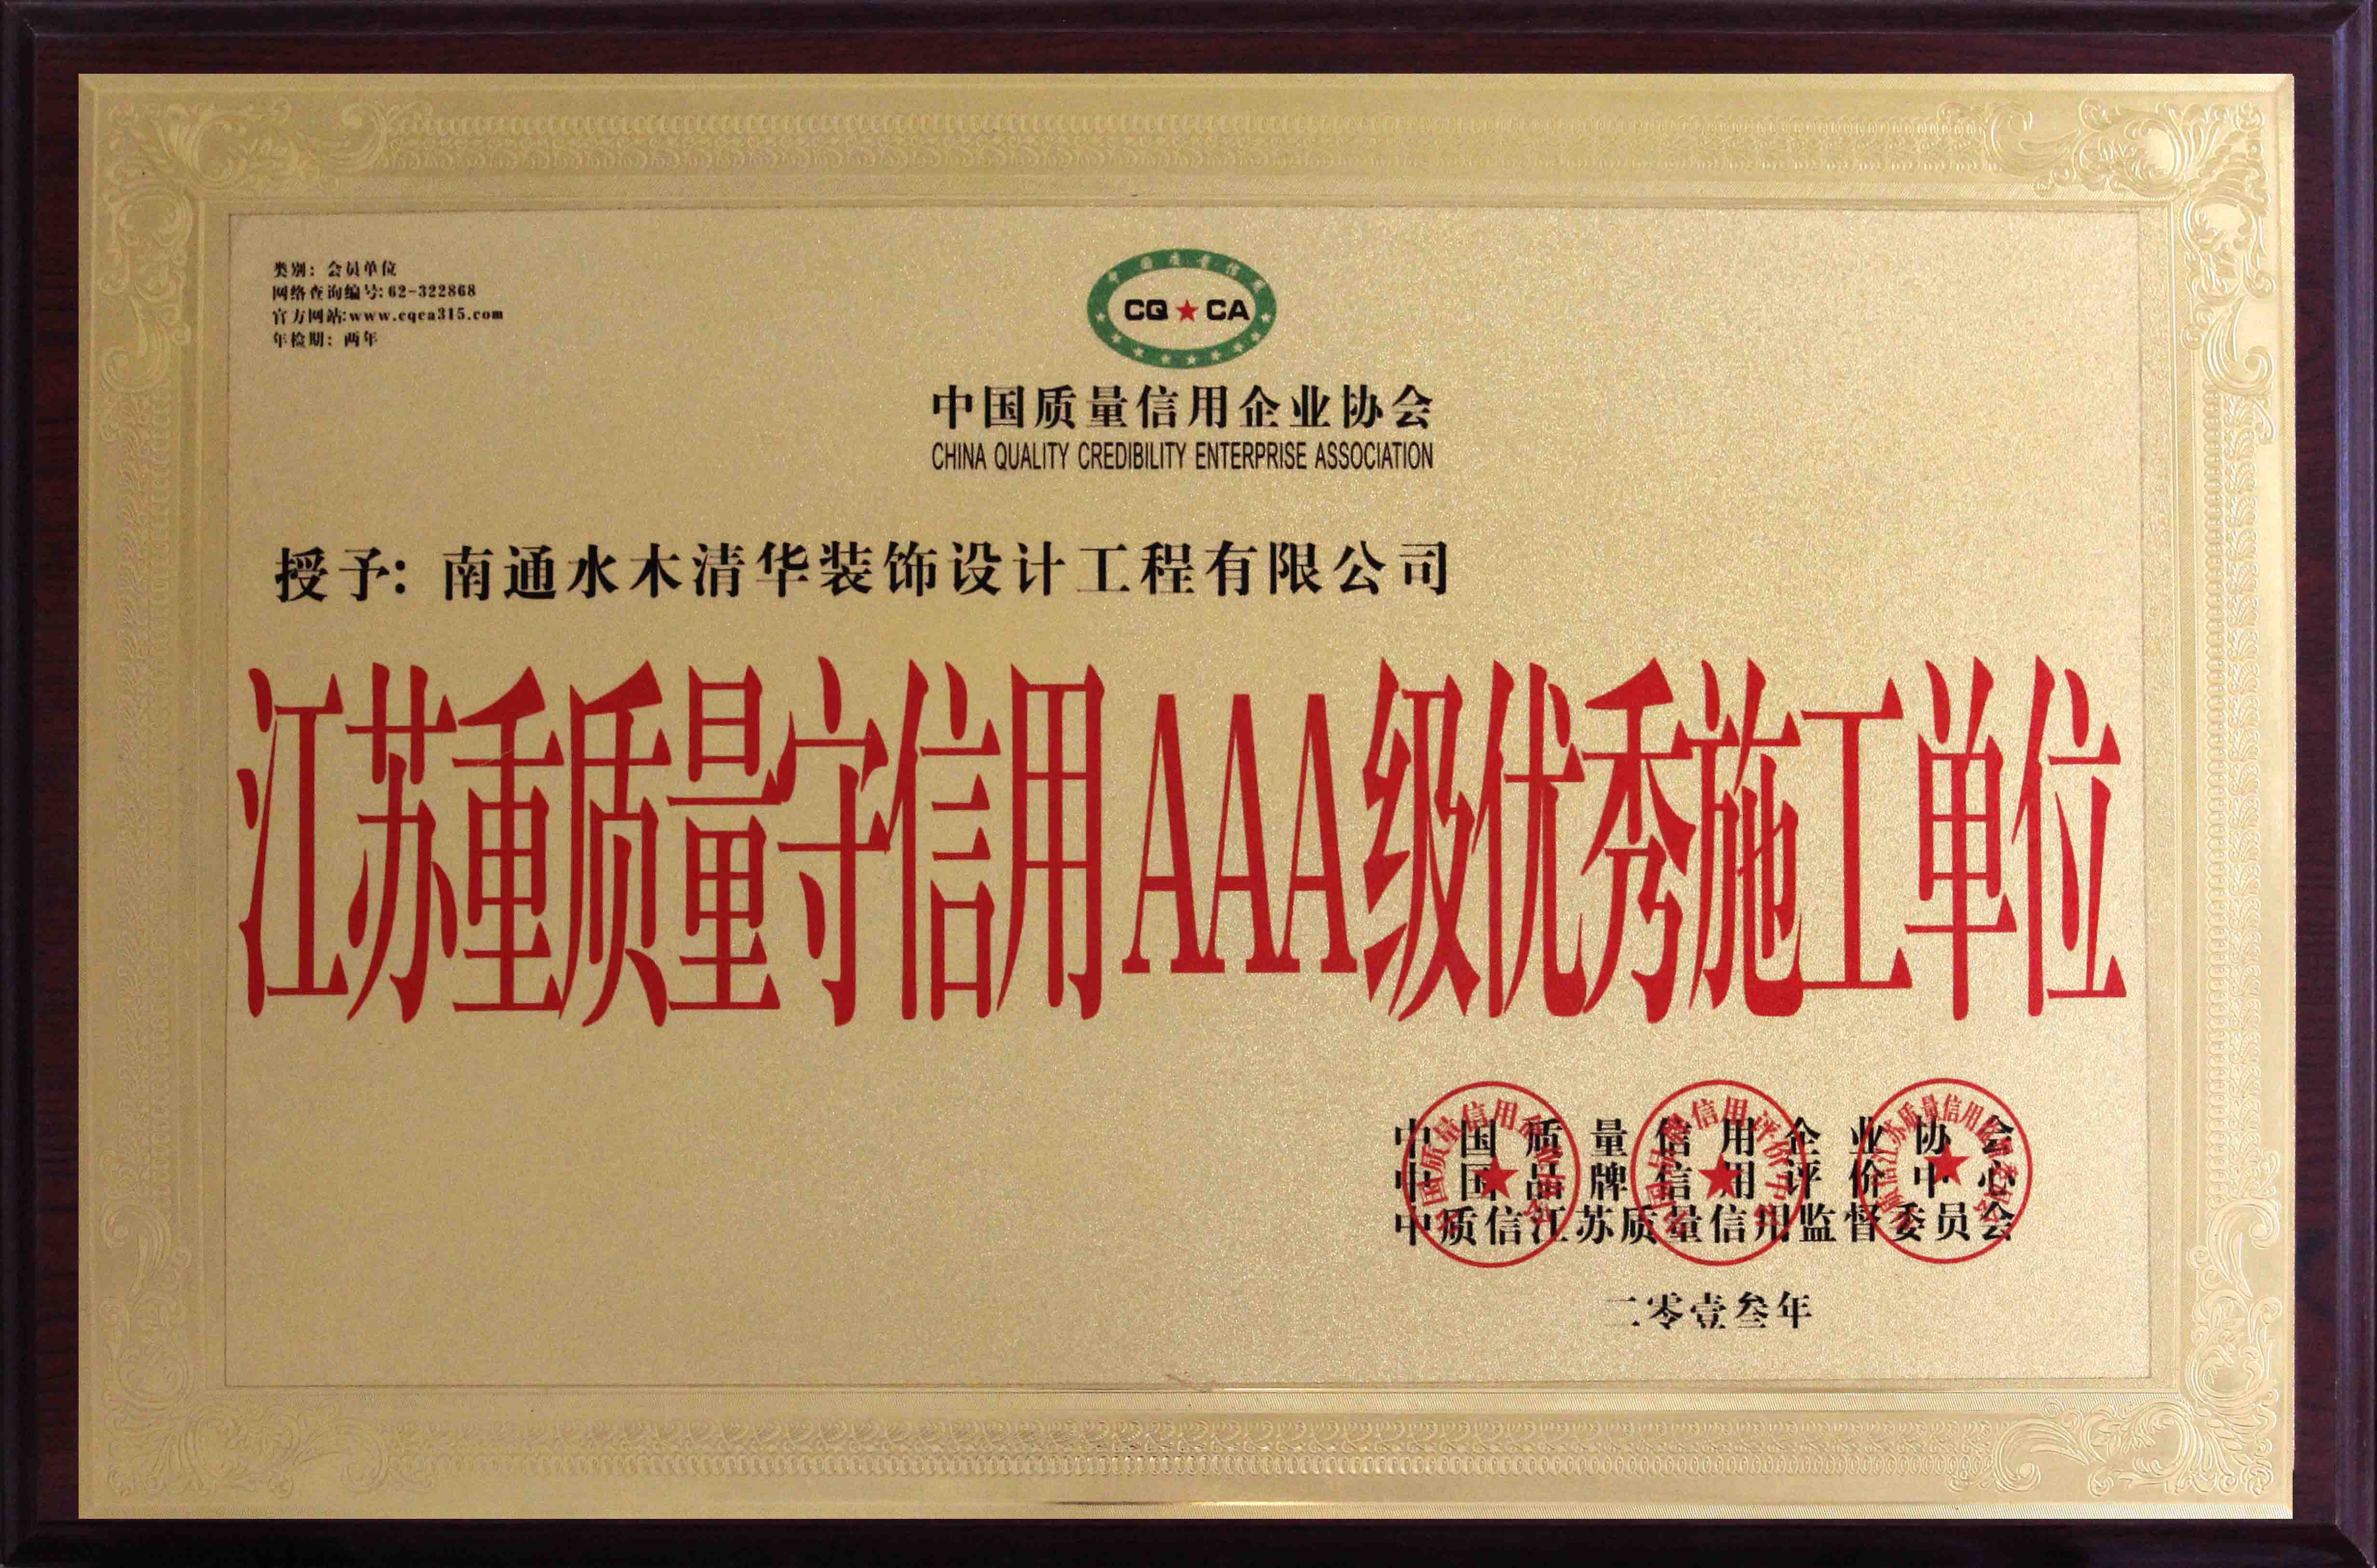 类别：会员单位
网络查询编号:62-322868
官方网站:www.cqca315.com
年检期：两年
CQ★CA
中国质量信用企业协会
CHINA QUALITY CREDIBILITY ENTERPRISE ASSOCIATION
授予：南通水木清华装饰设计工程有限公司
江苏重质量守信用AAA级优秀施工单位
中国质量信用企业协会
中国品牌信用评价中心
中质信江苏质量信用监督委员会
二零壹叁年